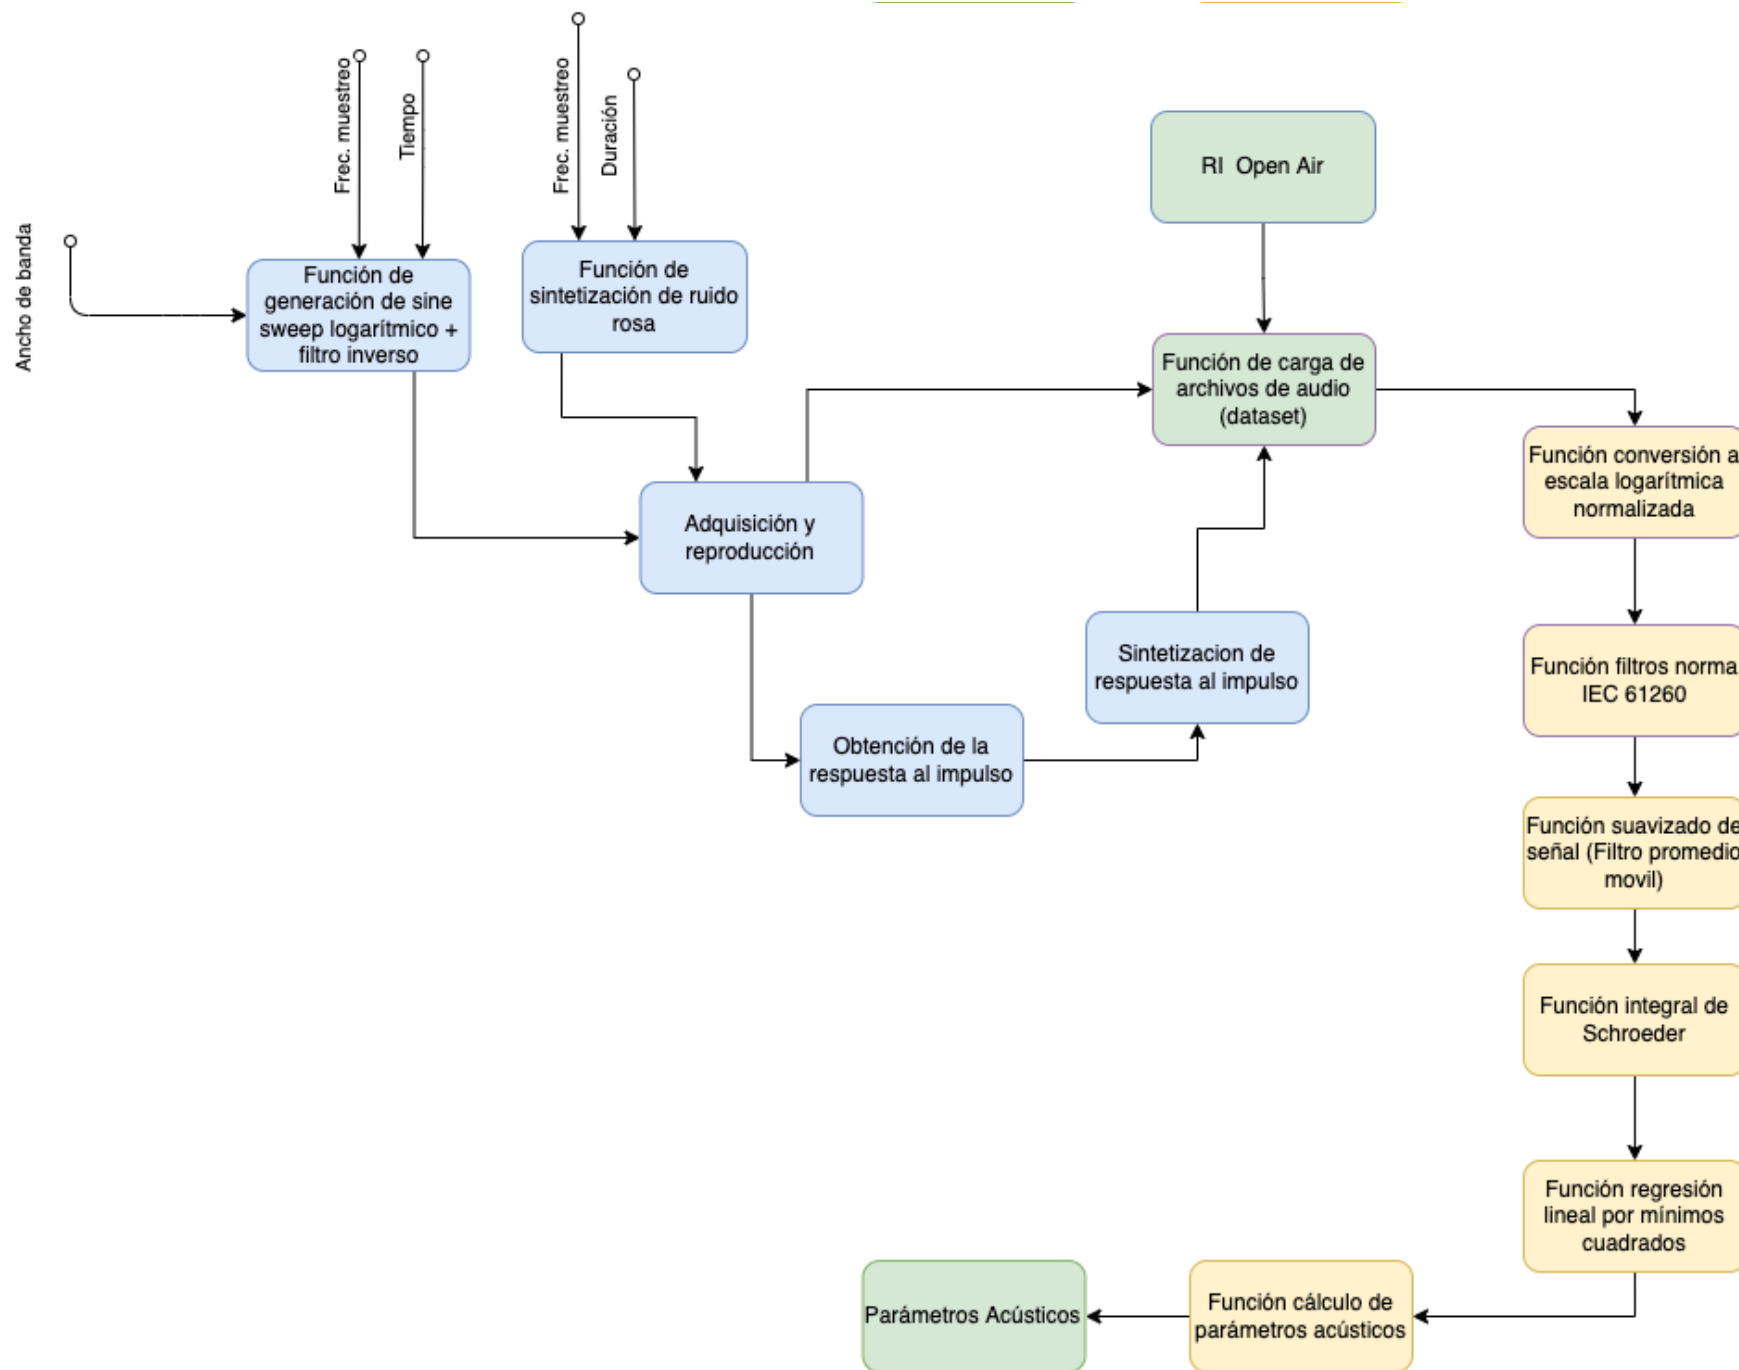 Frec. muestreo
Tiempo
Frec. muestreo
Duración
Ancho de banda
Función de
generación de sine
sweep logarítmico +
filtro inverso
Función de
sintetización de ruido
rosa
RI  Open Air
Función de carga de
archivos de audio
(dataset)
Adquisición y
reproducción
Función conversión a
escala logarítmica
normalizada
Sintetizacion de
respuesta al impulso
Función filtros norma
IEC 61260
Obtención de la
respuesta al impulso
Función suavizado de
señal (Filtro promedio
movil)
Función integral de
Schroeder
Función regresión
lineal por mínimos
cuadrados
Función cálculo de
parámetros acústicos
Parámetros Acústicos